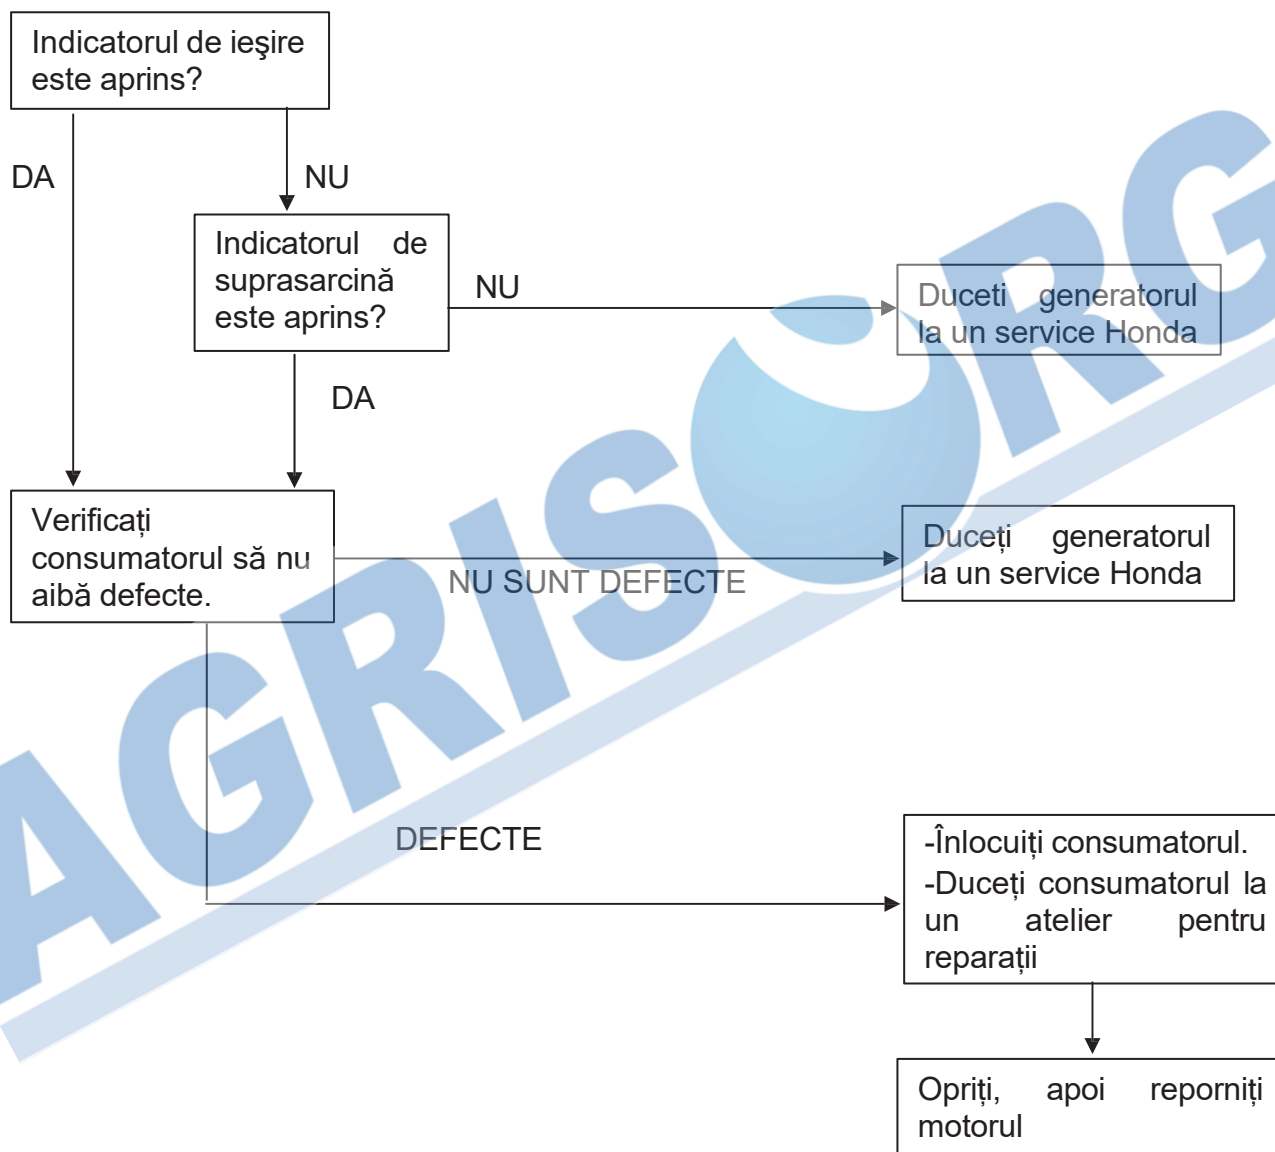 Indicatorul de ieşire
este aprins?
DA
NU
Indicatorul de
suprasarcină
este aprins?
NU
Duceti generatorul
la un service Honda
DA
Verificați
consumatorul să nu
aibă defecte.
NU SUNT DEFECTE
Duceți generatorul
la un service Honda
DEFECTE
-Înlocuiți consumatorul.
-Duceți consumatorul la
un atelier pentru
reparații
Opriți, apoi reporniți
motorul
AGRISORG